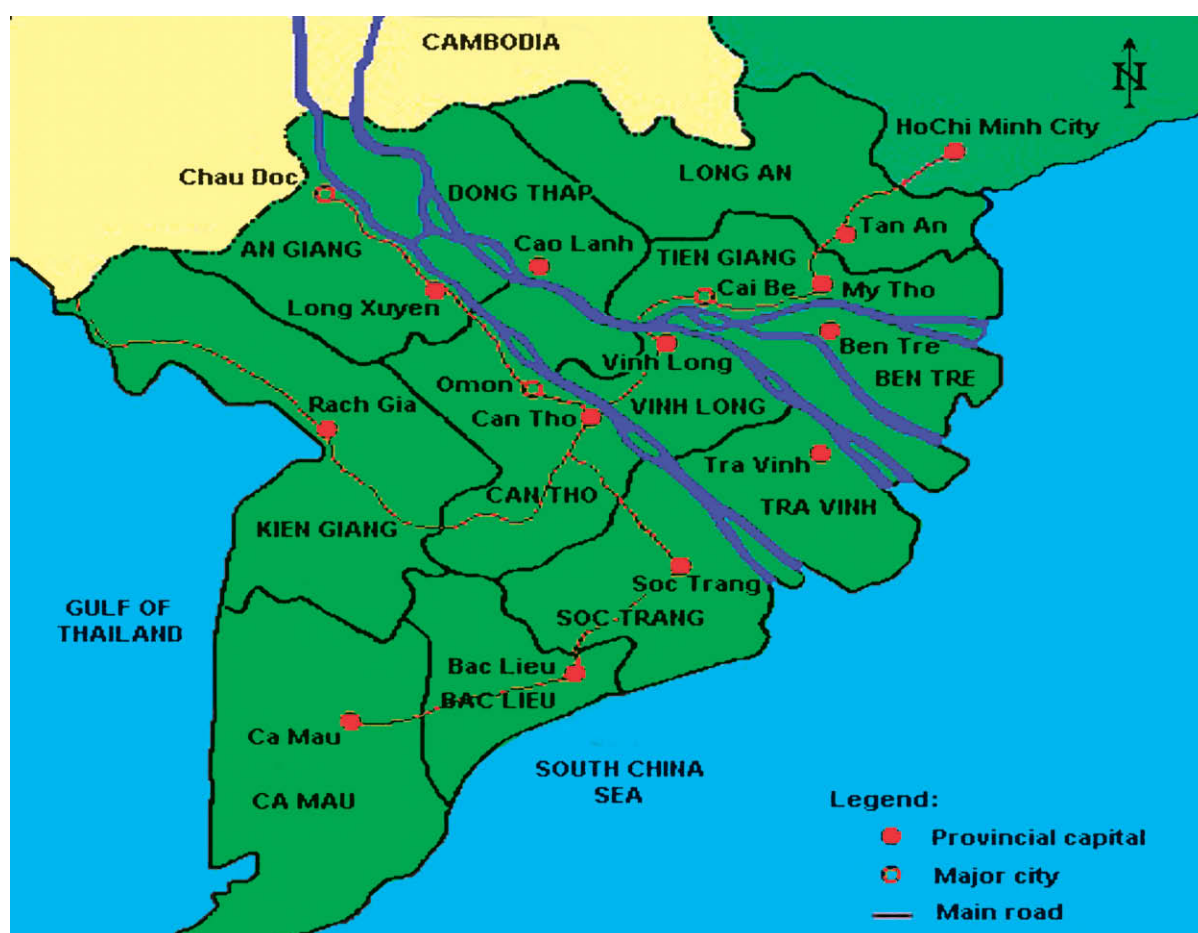 CAMBODIA
N
HoChi Minh City
LONG AN
Chau Doc
DONG THAP
Tan An
AN GIANG
Cao Lanh
TIEN GIANG
Cai Be
My Tho
Long Xuyen
Vinh Long
Ben Tre
BEN TRE
Omon
Rach Gia
VINH LONG
Can Tho
Tra Vinh
CAN THO
TRA VINH
KIEN GIANG
Soc Trang
GULF OF
THAILAND
SOC TRANG
Bac Lieu
BAC LIEU
Ca Mau
CA MAU
SOUTH CHINA
SEA
Legend:
Provincial capital
Major city
Main road